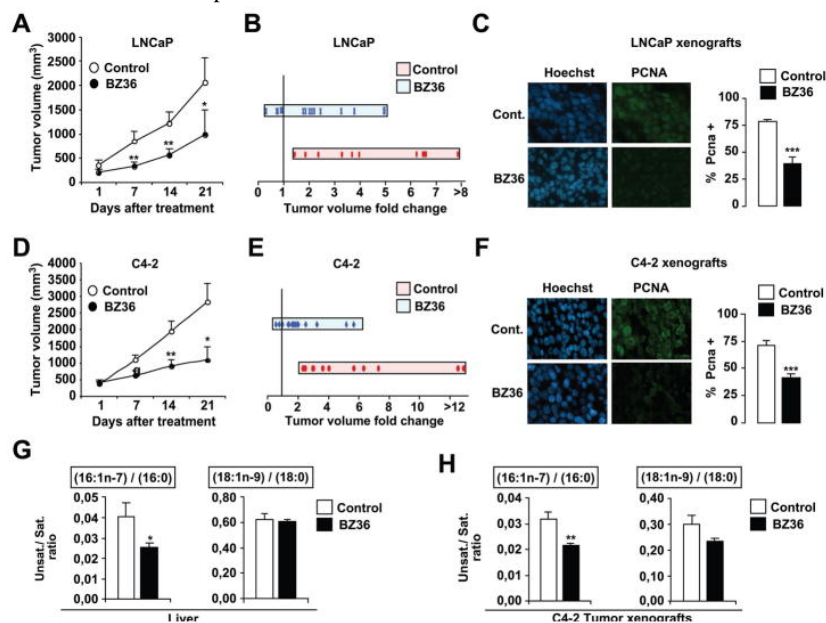 A
LNCaP
Tumor volume (mm³)
3000
2500
2000
1500
1000
500
0
Control
BZ36
**
**
*
1 7 14 21
Days after treatment
B
LNCaP
Control
BZ36
0 1 2 3 4 5 6 7 >8
Tumor volume fold change
C
LNCaP xenografts
Hoechst PCNA
Cont.
BZ36
Control
BZ36
% Pcna +
100
75
50
25
0
***
D
C4-2
Tumor volume (mm³)
4000
3500
3000
2500
2000
1500
1000
500
0
Control
BZ36
**
*
1 7 14 21
Days after treatment
E
C4-2
Control
BZ36
0 2 4 6 8 10 >12
Tumor volume fold change
F
C4-2 xenografts
Hoechst PCNA
Cont.
BZ36
Control
BZ36
% Pcna +
100
75
50
25
0
***
G
(16:1n-7) / (16:0)
(18:1n-9) / (18:0)
Unsat./ Sat.
ratio
0,05
0,04
0,03
0,02
0,01
0,00
*
0,80
0,60
0,40
0,20
0,00
Control
BZ36
Liver
H
(16:1n-7) / (16:0)
(18:1n-9) / (18:0)
Unsat./ Sat.
ratio
0,04
0,03
0,02
0,01
0,00
**
0,40
0,30
0,20
0,10
0,00
Control
BZ36
C4-2 Tumor xenografts